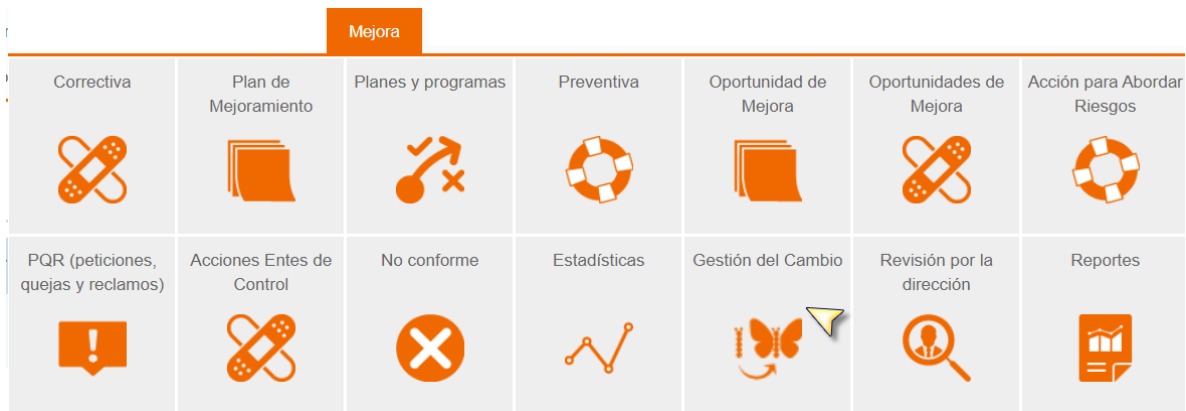 Mejora
Correctiva
Plan de
Mejoramiento
Planes y programas
Preventiva
Oportunidad de
Mejora
Oportunidades de
Mejora
Acción para Abordar
Riesgos
PQR (peticiones,
quejas y reclamos)
Acciones Entes de
Control
No conforme
Estadísticas
Gestión del Cambio
Revisión por la
dirección
Reportes